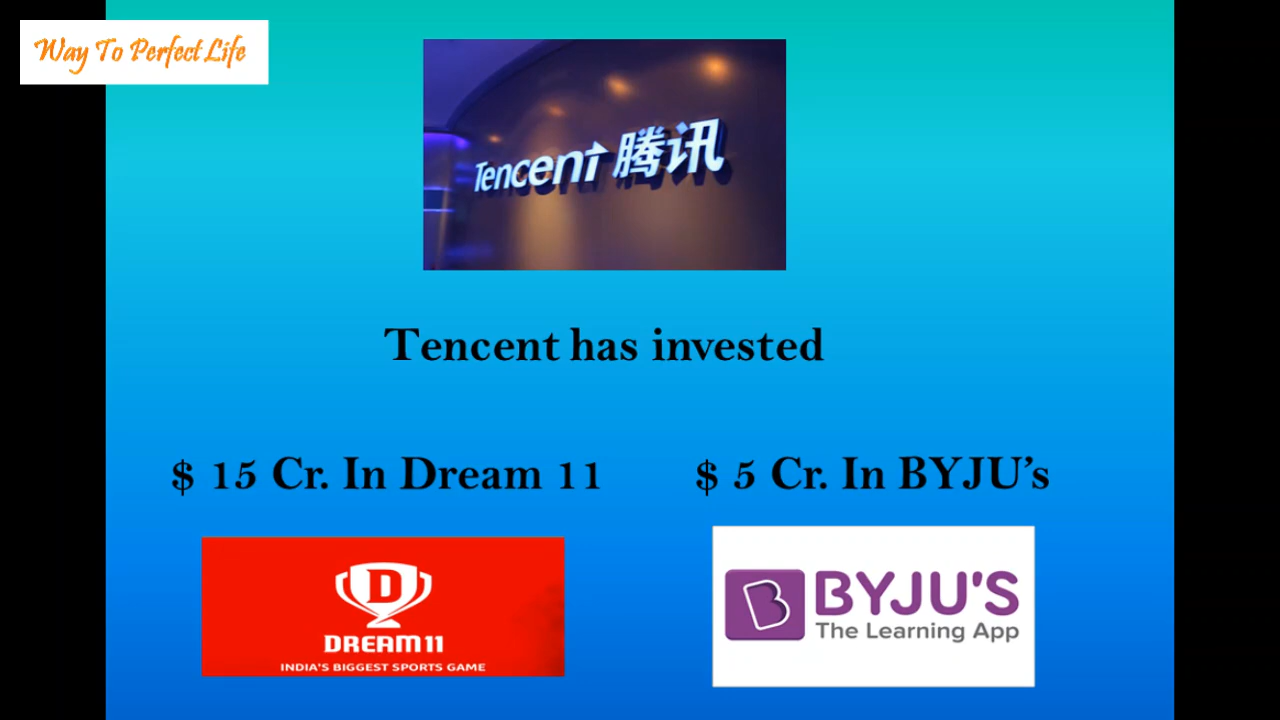 Way To Perfect Life
Tencent 腾讯
Tencent has invested
$ 15 Cr. In Dream 11
$ 5 Cr. In BYJU's
D
DREAM11
INDIA'S BIGGEST SPORTS GAME
B
BYJU'S
The Learning App